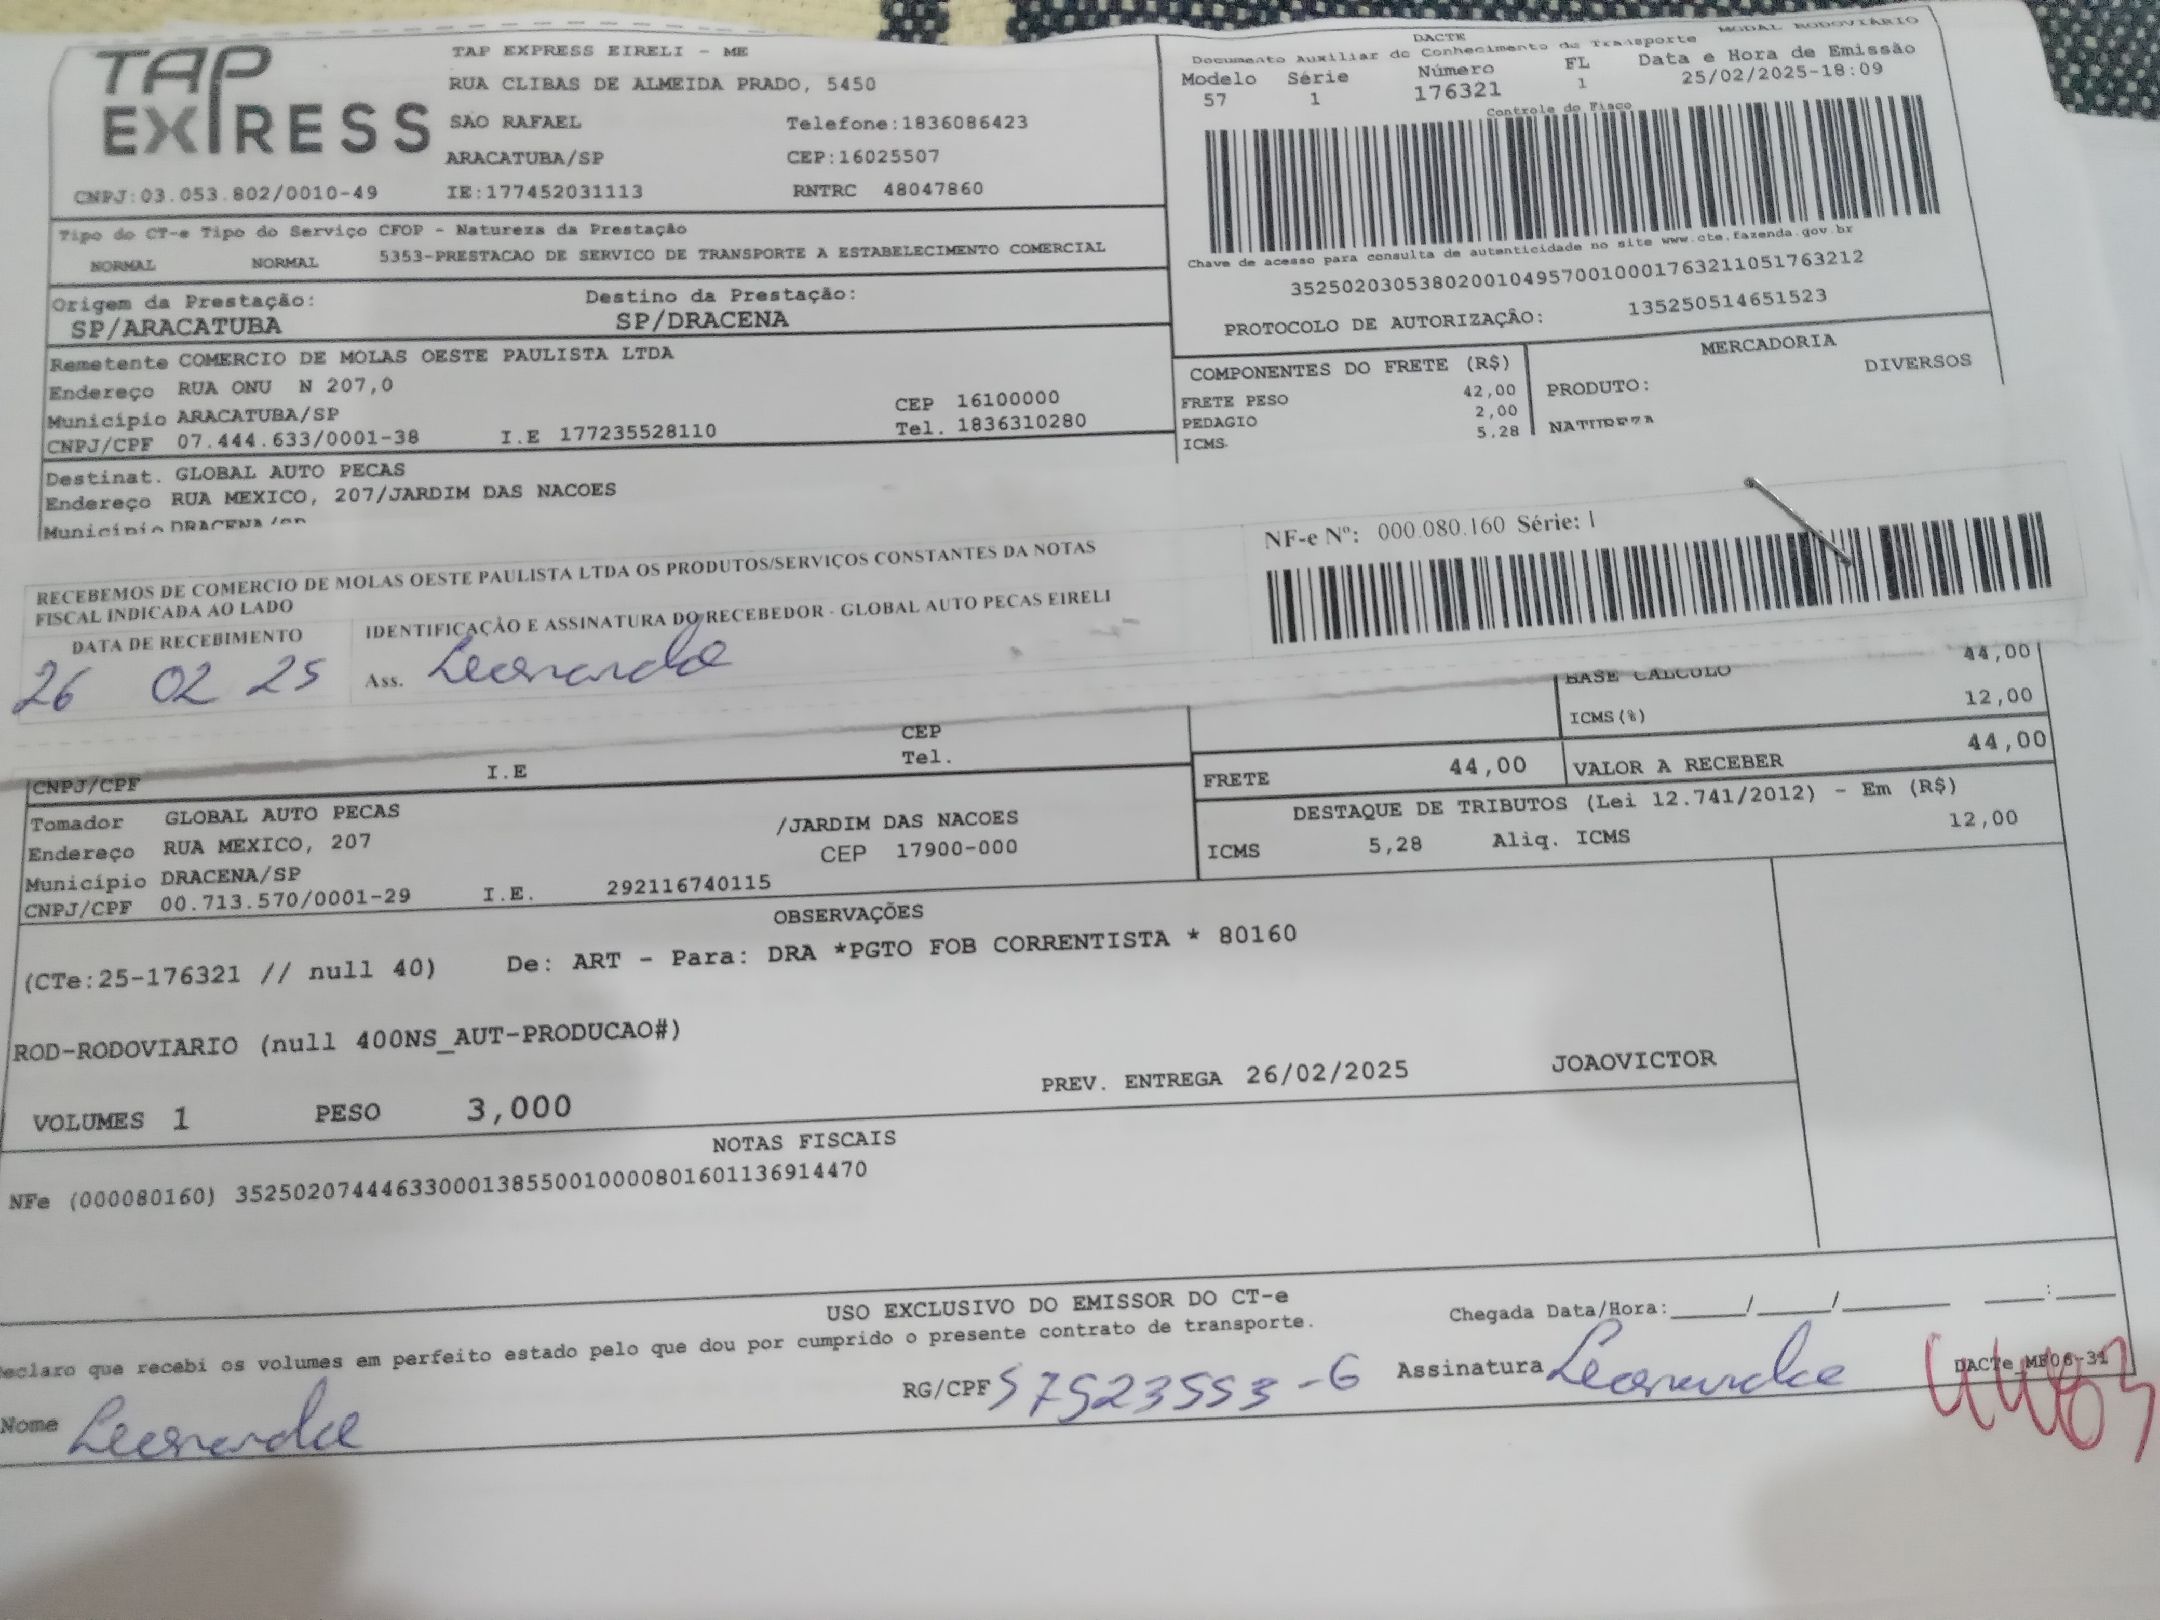 TAP EXPRESS
TAP EXPRESS EIRELI - ME
RUA CLIBAS DE ALMEIDA PRADO, 5450
SÃO RAFAEL Telefone:1836086423
ARACATUBA/SP CEP:16025507
CNPJ:03.053.802/0010-49 IE:177452031113 RNTRC 48047860
DACTE MODAL RODOVIÁRIO
Documento Auxiliar do Conhecimento de Transporte
Modelo Série Número FL Data e Hora de Emissão
57 1 176321 1 25/02/2025-18:09
Controle do Fisco
Chave de acesso para consulta de autenticidade no site www.cte.fazenda.gov.br
35250203053802001049570010001763211051763212
PROTOCOLO DE AUTORIZAÇÃO: 135250514651523
Tipo do CT-e Tipo do Serviço CFOP - Natureza da Prestação
NORMAL NORMAL 5353-PRESTACAO DE SERVICO DE TRANSPORTE A ESTABELECIMENTO COMERCIAL
Origem da Prestação: Destino da Prestação:
SP/ARACATUBA SP/DRACENA
Remetente COMERCIO DE MOLAS OESTE PAULISTA LTDA
Endereço RUA ONU N 207,0
Município ARACATUBA/SP CEP 16100000
CNPJ/CPF 07.444.633/0001-38 I.E 177235528110 Tel. 1836310280
Destinat. GLOBAL AUTO PECAS
Endereço RUA MEXICO, 207/JARDIM DAS NACOES
Município DRACENA/SP
COMPONENTES DO FRETE (R$)
FRETE PESO 42,00
PEDAGIO 2,00
ICMS 5,28
MERCADORIA
PRODUTO: DIVERSOS
NATUREZA
RECEBEMOS DE COMERCIO DE MOLAS OESTE PAULISTA LTDA OS PRODUTOS/SERVIÇOS CONSTANTES DA NOTAS
FISCAL INDICADA AO LADO
DATA DE RECEBIMENTO
26 02 25
IDENTIFICAÇÃO E ASSINATURA DO RECEBEDOR - GLOBAL AUTO PECAS EIRELI
Ass. Leonardo
NF-e Nº: 000.080.160 Série: 1
BASE CALCULO 44,00
ICMS(%) 12,00
FRETE 44,00 VALOR A RECEBER 44,00
DESTAQUE DE TRIBUTOS (Lei 12.741/2012) - Em (R$)
ICMS 5,28 Aliq. ICMS 12,00
CEP
CNPJ/CPF I.E Tel.
Tomador GLOBAL AUTO PECAS
Endereço RUA MEXICO, 207 /JARDIM DAS NACOES
Município DRACENA/SP CEP 17900-000
CNPJ/CPF 00.713.570/0001-29 I.E. 292116740115
OBSERVAÇÕES
(CTe:25-176321 // null 40) De: ART - Para: DRA *PGTO FOB CORRENTISTA * 80160
ROD-RODOVIARIO (null 400NS_AUT-PRODUCAO#)
VOLUMES 1 PESO 3,000 PREV. ENTREGA 26/02/2025 JOAOVICTOR
NOTAS FISCAIS
NFe (000080160) 35250207444633000138550010000801601136914470
USO EXCLUSIVO DO EMISSOR DO CT-e
Declaro que recebi os volumes em perfeito estado pelo que dou por cumprido o presente contrato de transporte.
Chegada Data/Hora:_____/_____/_______ ____:____
Nome Leonardo RG/CPF 57523553-6 Assinatura Leonardo
DACTe MF06-31